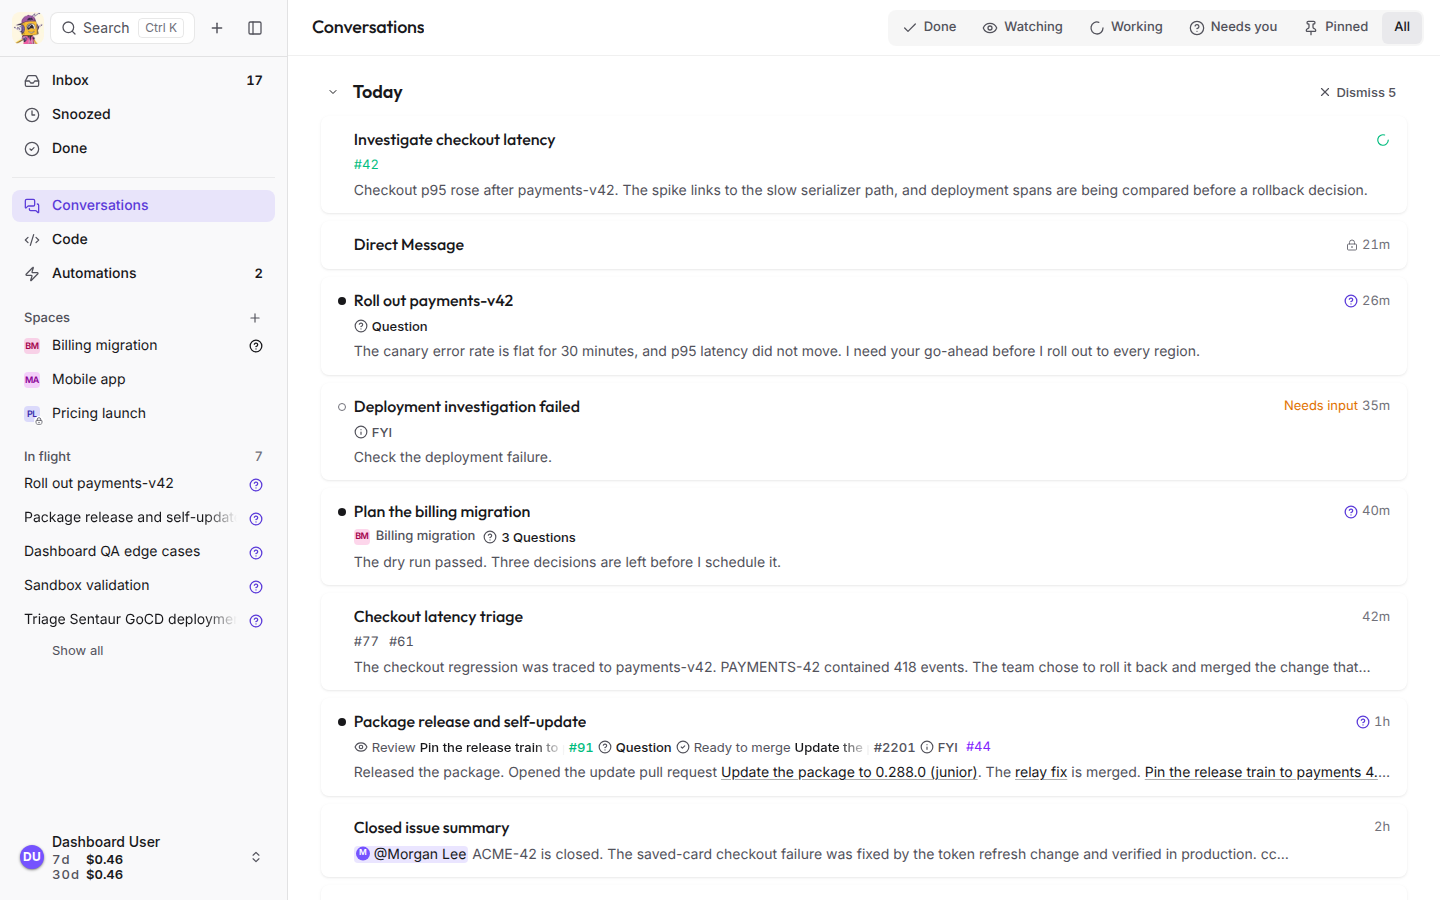 Search Ctrl K
Inbox 17
Snoozed
Done
Conversations
Code
Automations 2
Spaces
BM Billing migration
MA Mobile app
PL Pricing launch
In flight 7
Roll out payments-v42
Package release and self-updat
Dashboard QA edge cases
Sandbox validation
Triage Sentaur GoCD deployme
Show all
DU Dashboard User
7d $0.46
30d $0.46
Conversations
Done Watching Working Needs you Pinned All
Today Dismiss 5
Investigate checkout latency
#42
Checkout p95 rose after payments-v42. The spike links to the slow serializer path, and deployment spans are being compared before a rollback decision.
Direct Message 21m
Roll out payments-v42 26m
Question
The canary error rate is flat for 30 minutes, and p95 latency did not move. I need your go-ahead before I roll out to every region.
Deployment investigation failed Needs input 35m
FYI
Check the deployment failure.
Plan the billing migration 40m
BM Billing migration 3 Questions
The dry run passed. Three decisions are left before I schedule it.
Checkout latency triage 42m
#77 #61
The checkout regression was traced to payments-v42. PAYMENTS-42 contained 418 events. The team chose to roll it back and merged the change that...
Package release and self-update 1h
Review Pin the release train to #91 Question Ready to merge Update the #2201 FYI #44
Released the package. Opened the update pull request Update the package to 0.288.0 (junior). The relay fix is merged. Pin the release train to payments 4....
Closed issue summary 2h
M @Morgan Lee ACME-42 is closed. The saved-card checkout failure was fixed by the token refresh change and verified in production. cc...